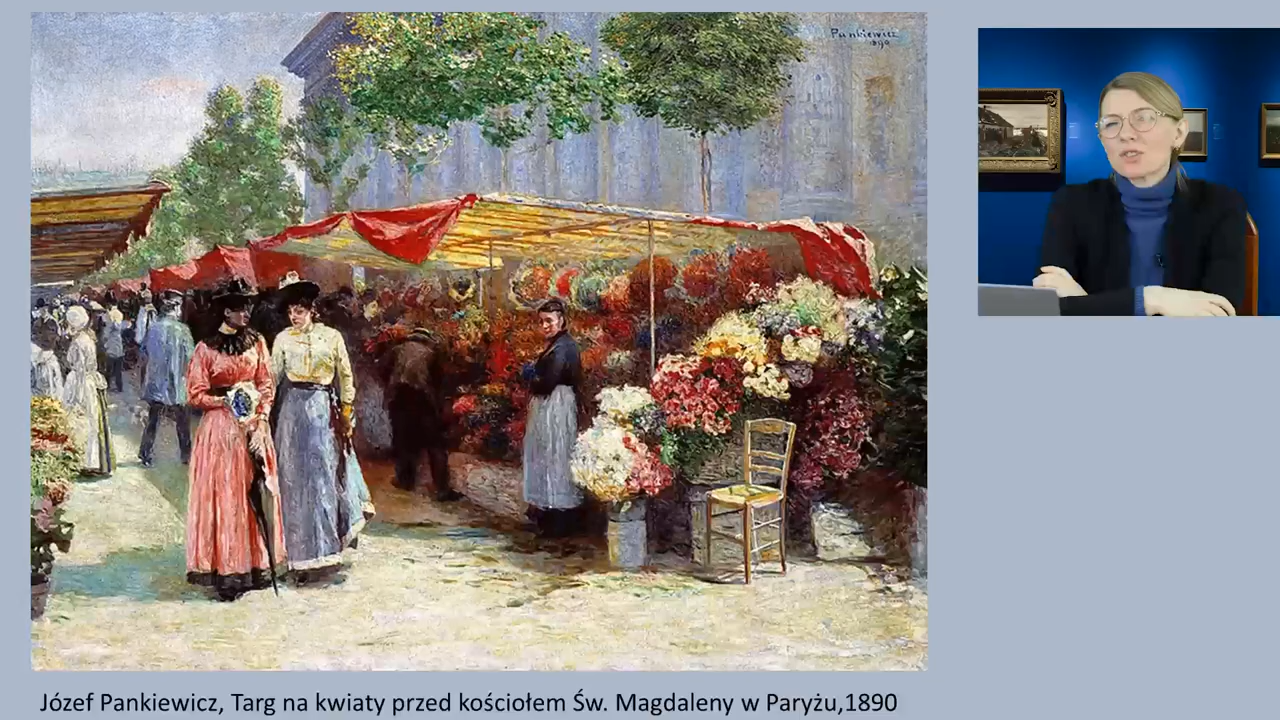 Pankiewicz
1890
Józef Pankiewicz, Targ na kwiaty przed kościołem Św. Magdaleny w Paryżu,1890